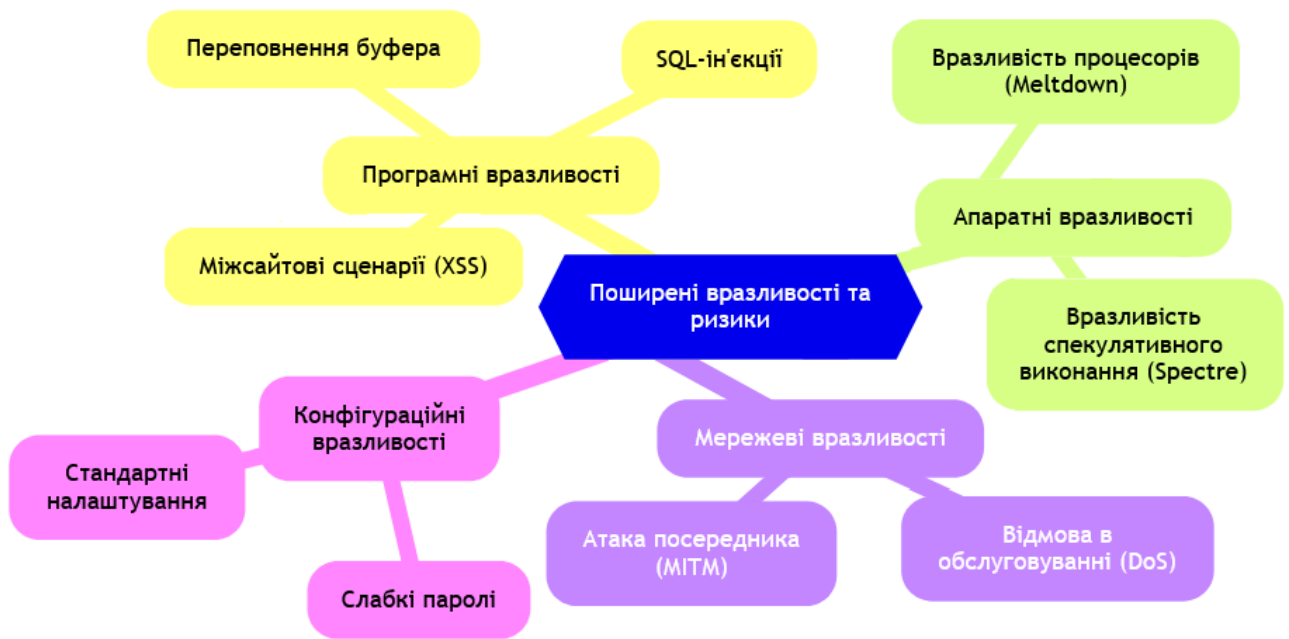 Переповнення буфера
SQL-ін'єкції
Програмні вразливості
Міжсайтові сценарії (XSS)
Вразливість процесорів
(Meltdown)
Апаратні вразливості
Вразливість
спекулятивного
виконання (Spectre)
Поширені вразливості та
ризики
Конфігураційні
вразливості
Стандартні
налаштування
Слабкі паролі
Мережеві вразливості
Атака посередника
(MITM)
Відмова в
обслуговуванні (DoS)